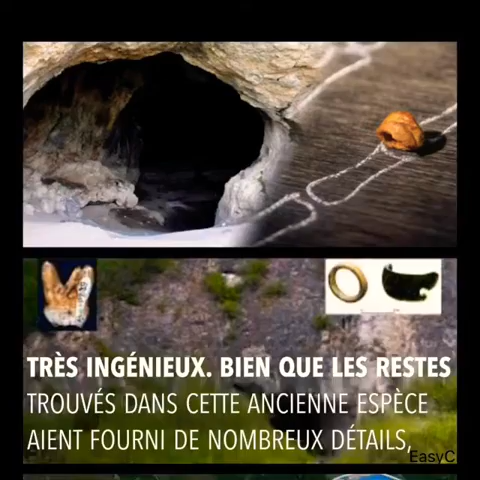 TRÈS INGÉNIEUX. BIEN QUE LES RESTES
TROUVÉS DANS CETTE ANCIENNE ESPÈCE
AIENT FOURNI DE NOMBREUX DÉTAILS,
EasyC